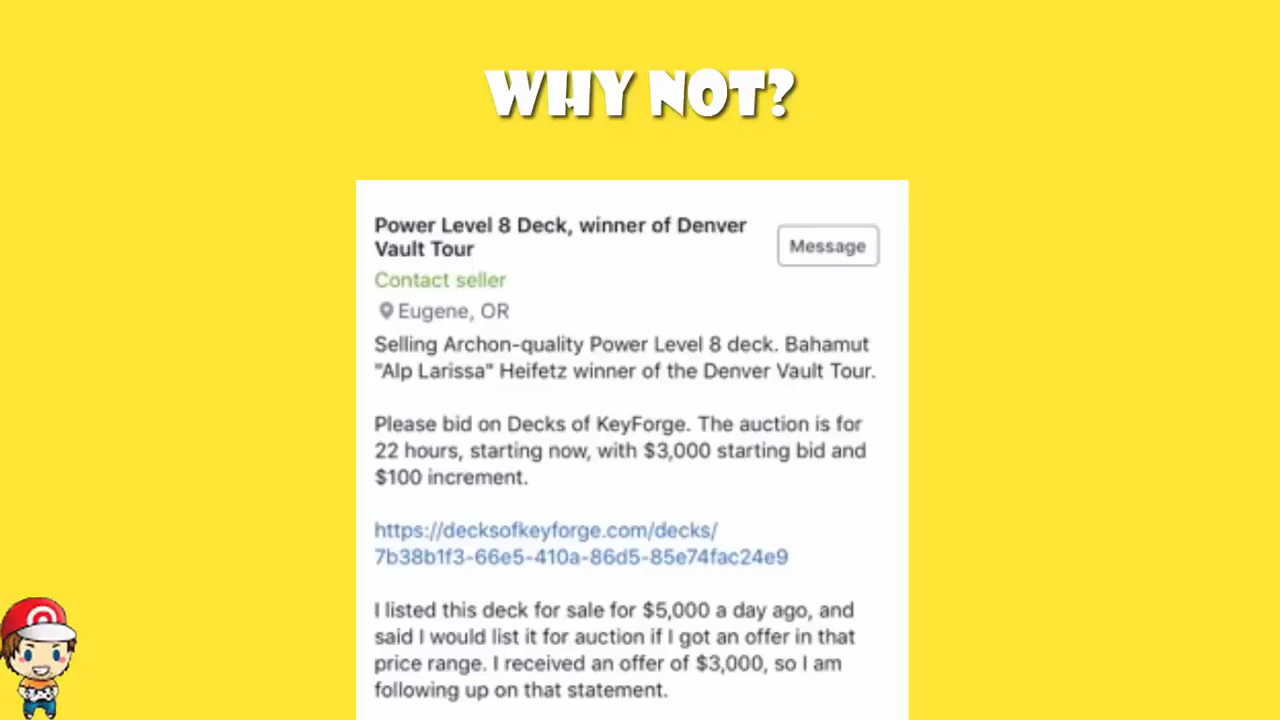 WHY NOT?
Power Level 8 Deck, winner of Denver
Vault Tour
Message
Contact seller
Eugene, OR
Selling Archon-quality Power Level 8 deck. Bahamut
"Alp Larissa" Heifetz winner of the Denver Vault Tour.
Please bid on Decks of KeyForge. The auction is for
22 hours, starting now, with $3,000 starting bid and
$100 increment.
https://decksofkeyforge.com/decks/
7b38b1f3-66e5-410a-86d5-85e74fac24e9
I listed this deck for sale for $5,000 a day ago, and
said I would list it for auction if I got an offer in that
price range. I received an offer of $3,000, so I am
following up on that statement.